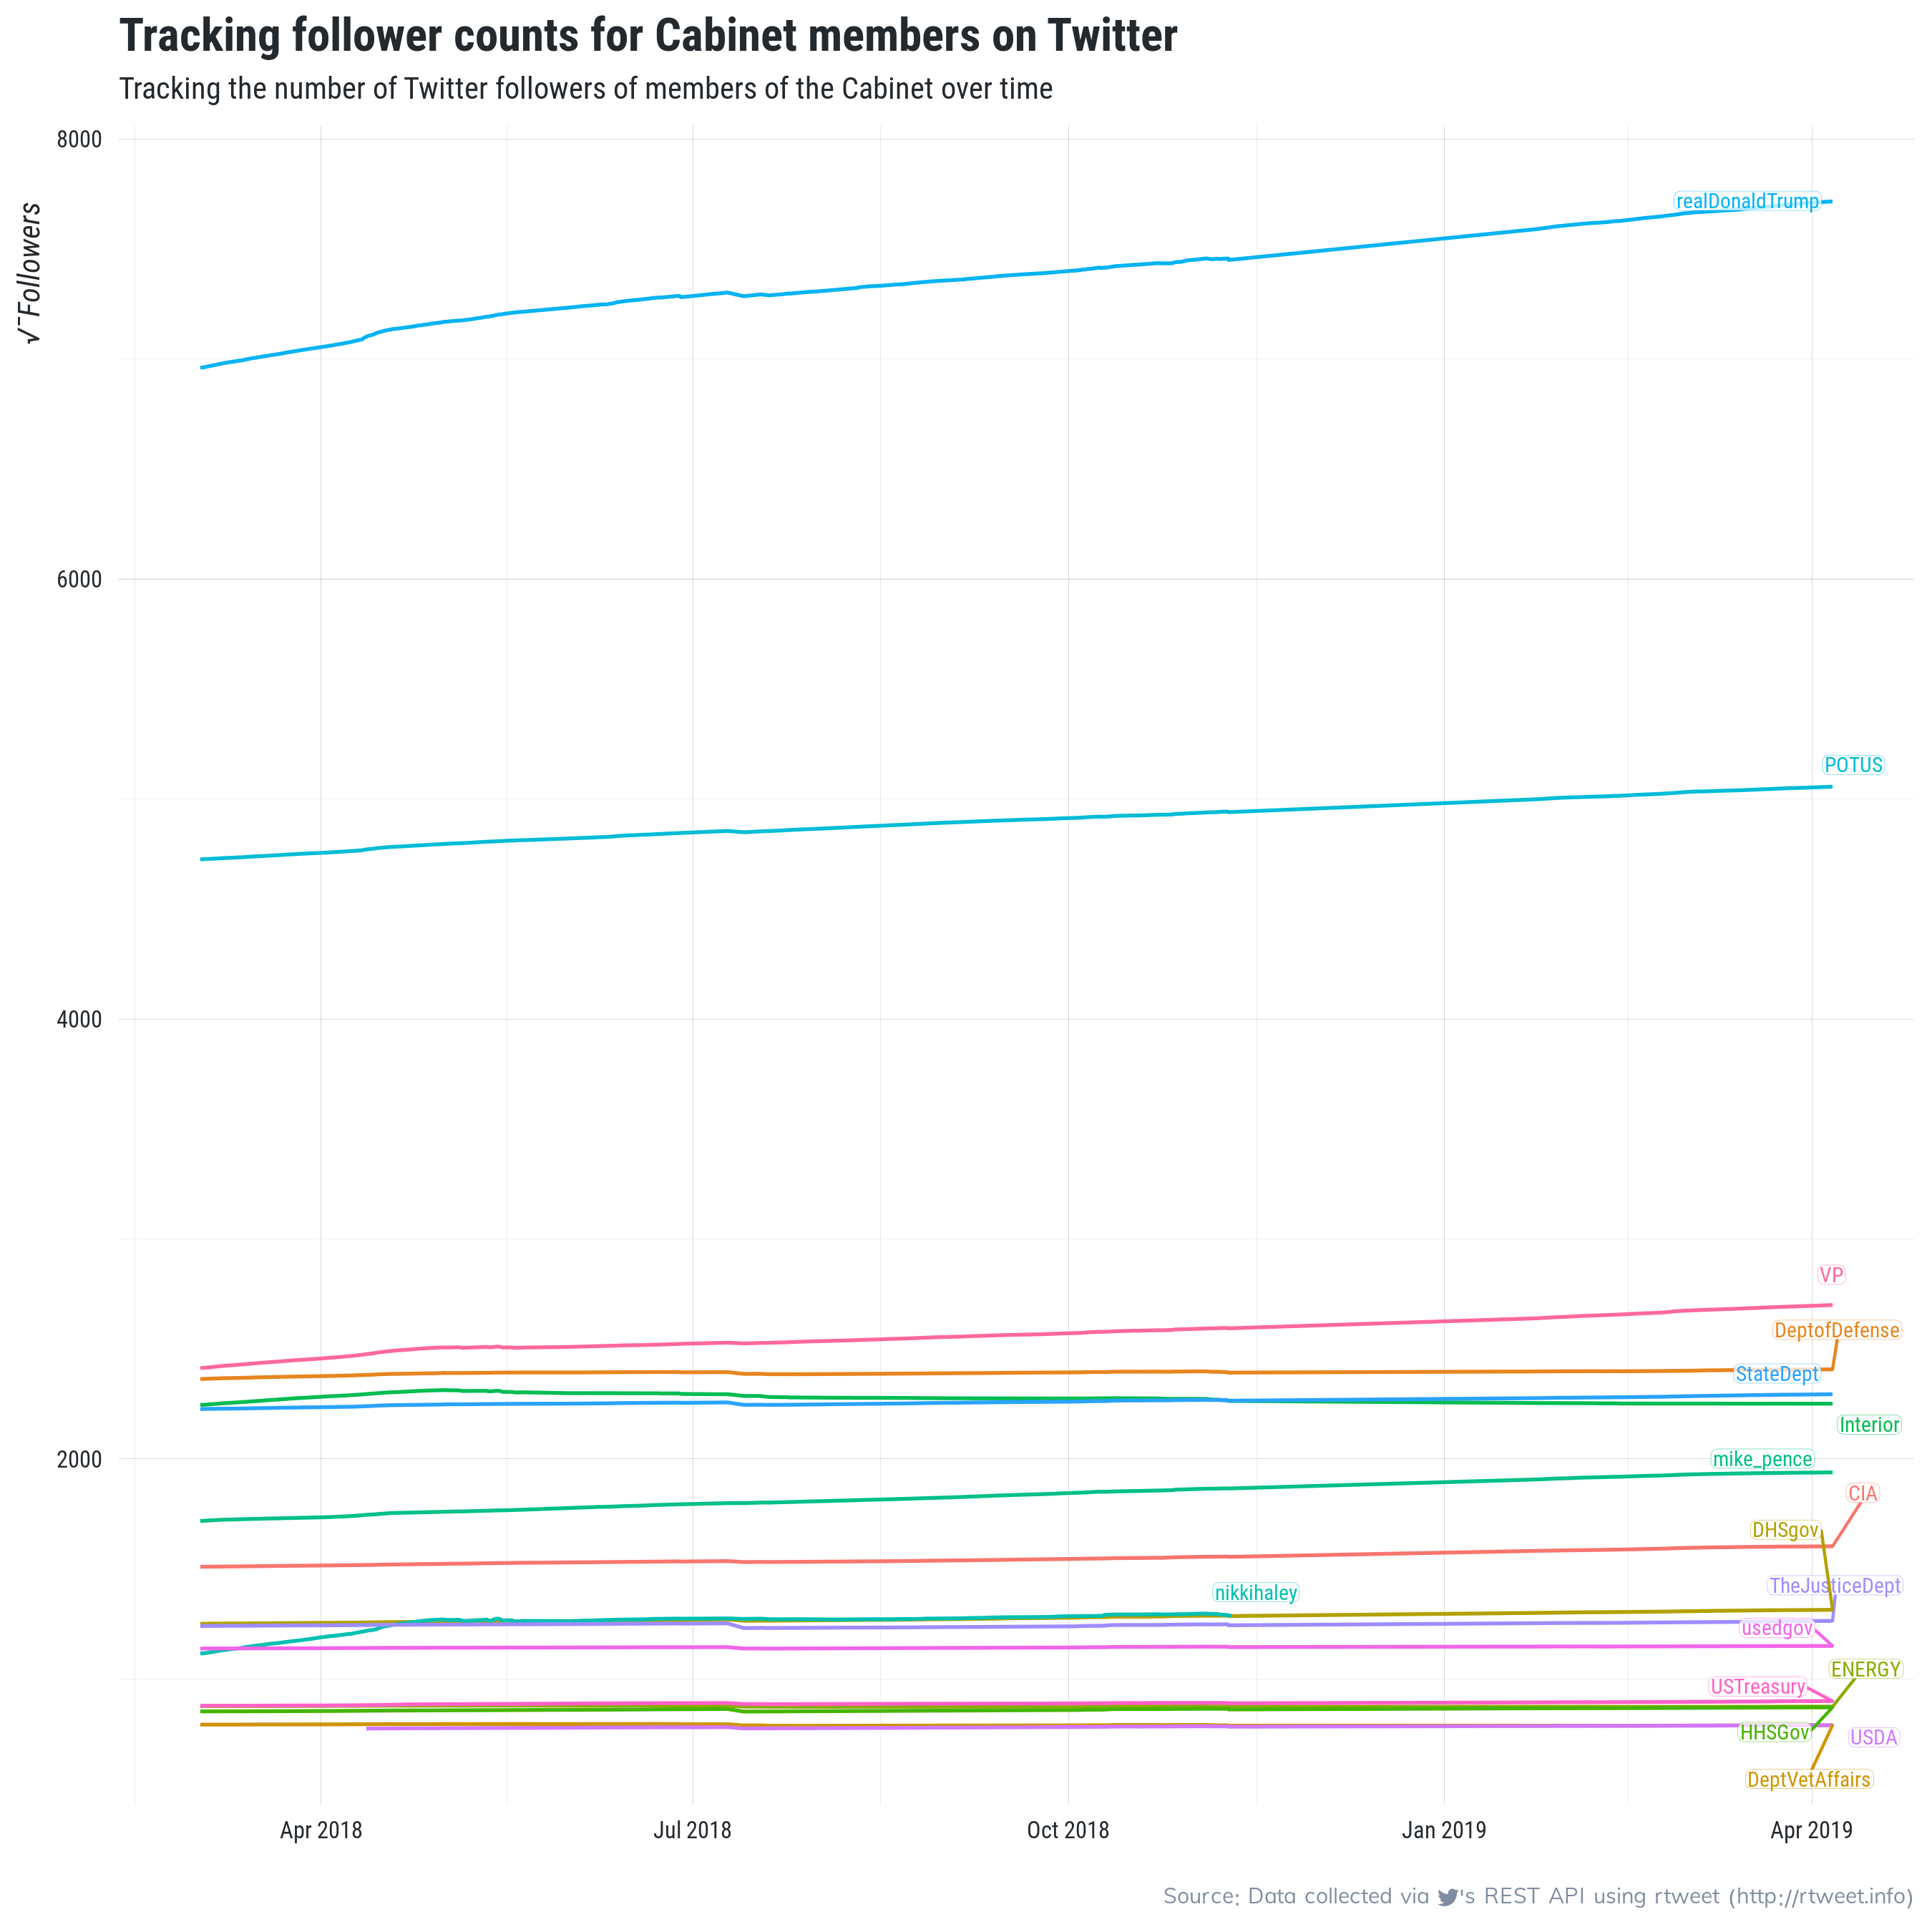 Tracking follower counts for Cabinet members on Twitter
Tracking the number of Twitter followers of members of the Cabinet over time
√¯Followers
8000
6000
4000
2000
realDonaldTrump
POTUS
VP
DeptofDefense
StateDept
Interior
mike_pence
CIA
DHSgov
TheJusticeDept
nikkihaley
usedgov
ENERGY
USTreasury
HHSGov
USDA
DeptVetAffairs
Apr 2018 Jul 2018 Oct 2018 Jan 2019 Apr 2019
Source: Data collected via 's REST API using rtweet (http://rtweet.info)